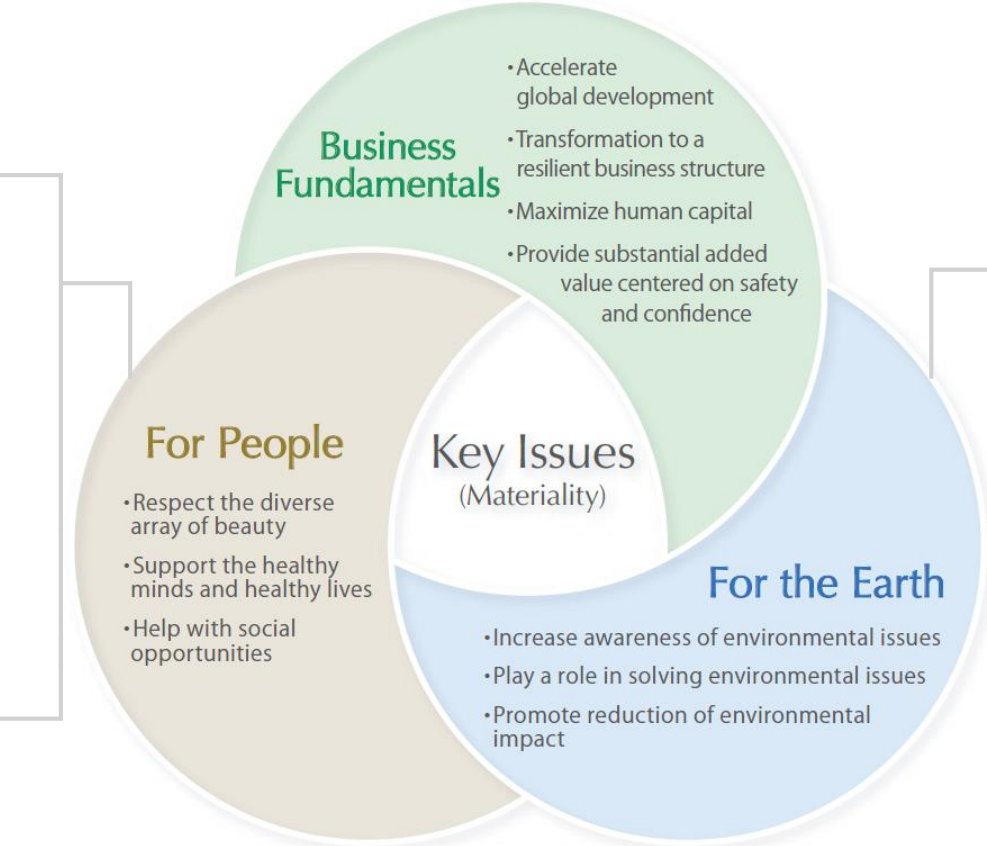 Business
Fundamentals
・Accelerate
global development
・Transformation to a
resilient business structure
・Maximize human capital
・Provide substantial added
value centered on safety
and confidence
For People
・Respect the diverse
array of beauty
・Support the healthy
minds and healthy lives
・Help with social
opportunities
Key Issues
(Materiality)
For the Earth
・Increase awareness of environmental issues
・Play a role in solving environmental issues
・Promote reduction of environmental
impact